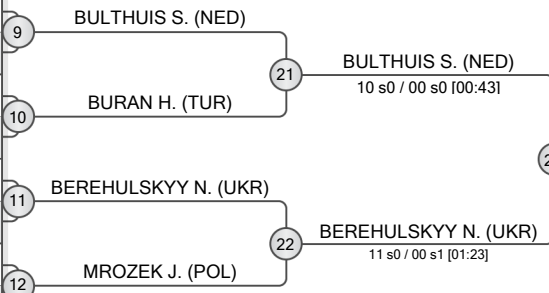 BULTHUIS S. (NED)
9
21
BULTHUIS S. (NED)
10 s0 / 00 s0 [00:43]
BURAN H. (TUR)
10
BEREHULSKYY N. (UKR)
11
22
BEREHULSKYY N. (UKR)
11 s0 / 00 s1 [01:23]
MROZEK J. (POL)
12